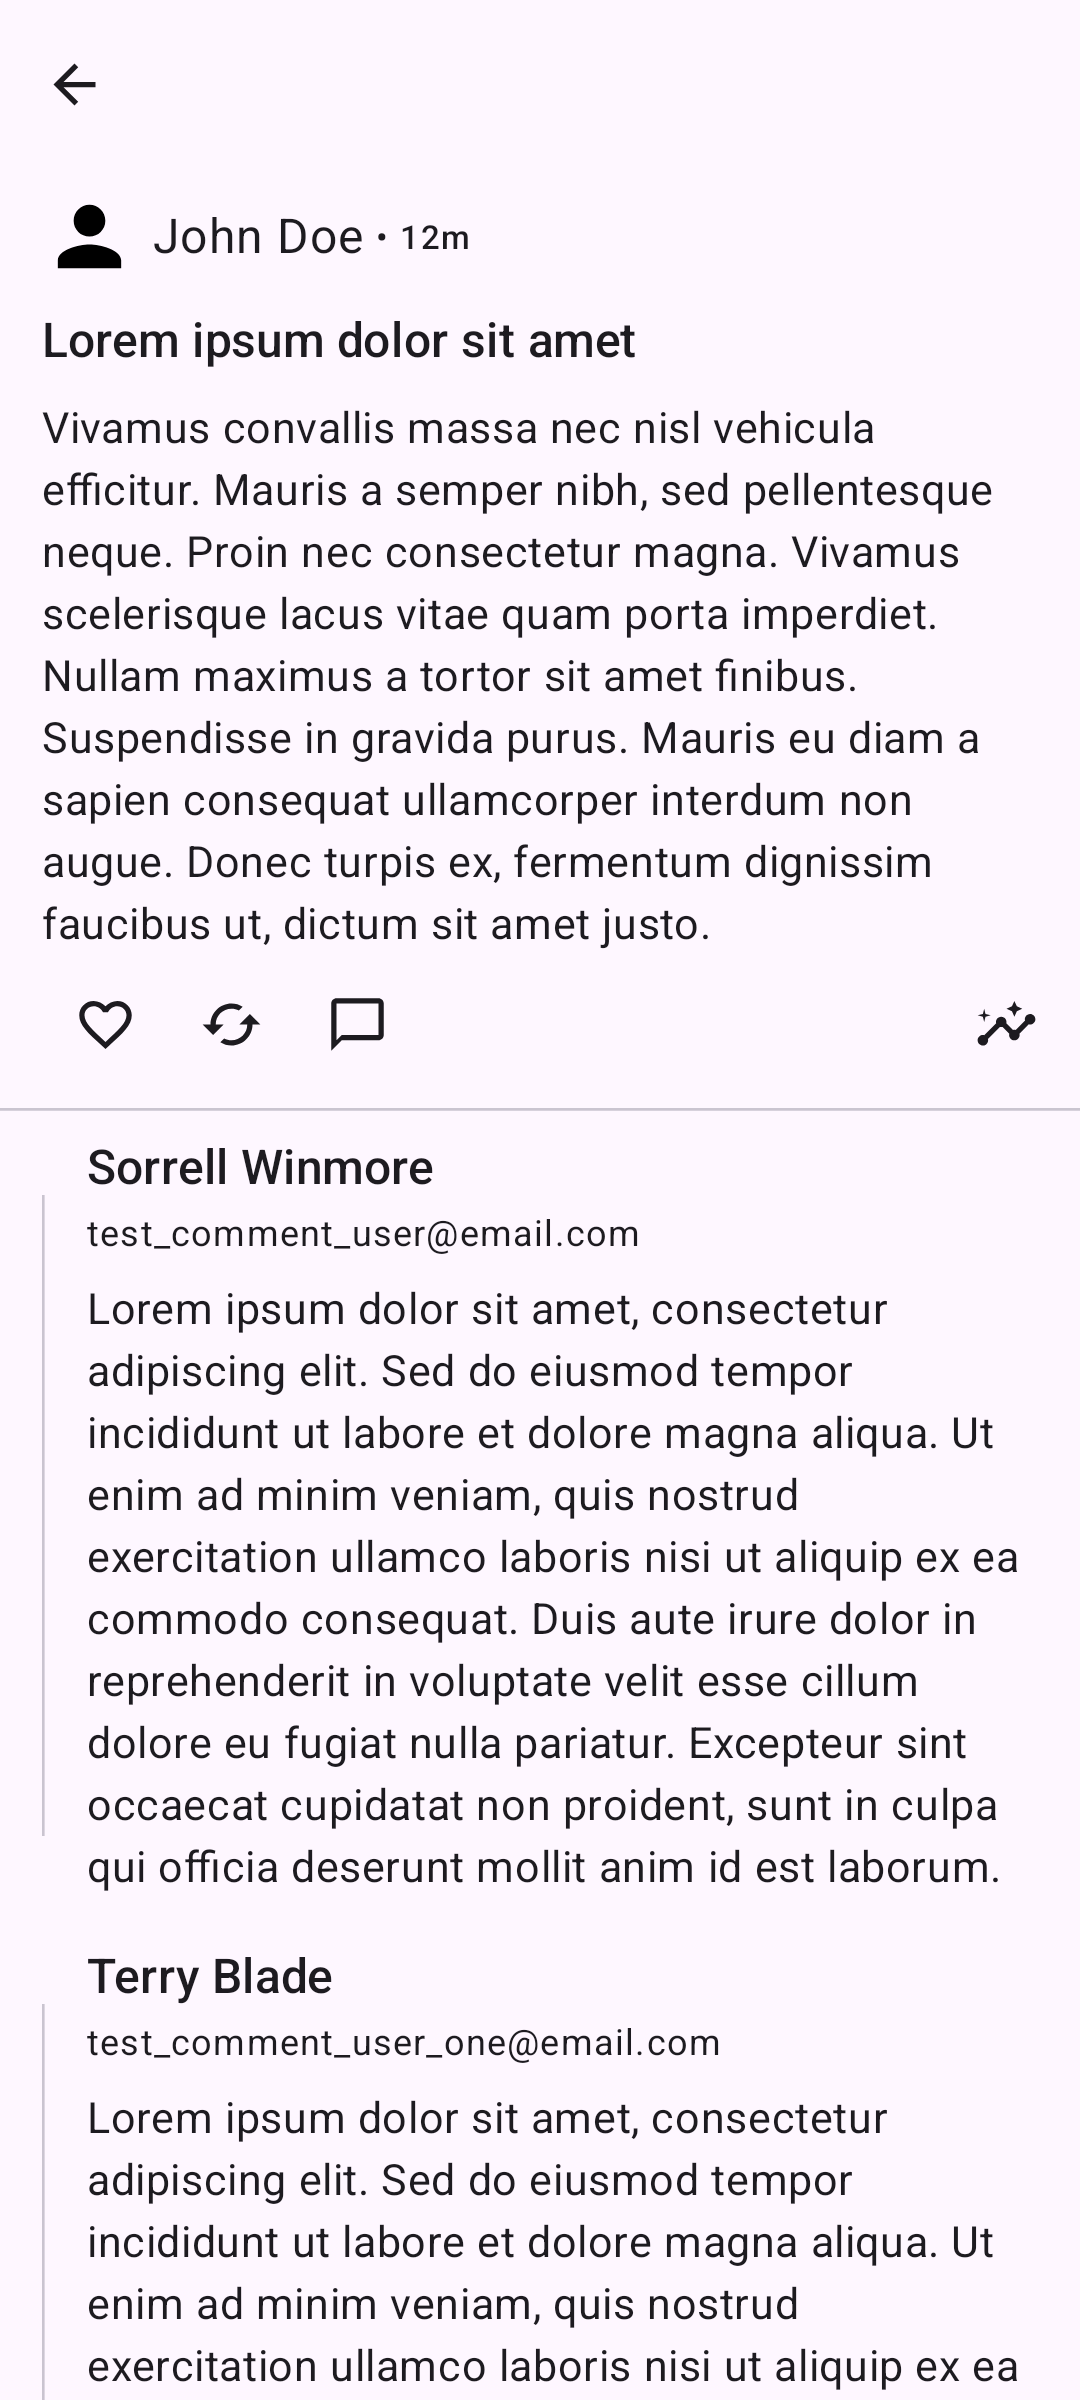 John Doe • 12m
Lorem ipsum dolor sit amet
Vivamus convallis massa nec nisl vehicula
efficitur. Mauris a semper nibh, sed pellentesque
neque. Proin nec consectetur magna. Vivamus
scelerisque lacus vitae quam porta imperdiet.
Nullam maximus a tortor sit amet finibus.
Suspendisse in gravida purus. Mauris eu diam a
sapien consequat ullamcorper interdum non
augue. Donec turpis ex, fermentum dignissim
faucibus ut, dictum sit amet justo.
Sorrell Winmore
test_comment_user@email.com
Lorem ipsum dolor sit amet, consectetur
adipiscing elit. Sed do eiusmod tempor
incididunt ut labore et dolore magna aliqua. Ut
enim ad minim veniam, quis nostrud
exercitation ullamco laboris nisi ut aliquip ex ea
commodo consequat. Duis aute irure dolor in
reprehenderit in voluptate velit esse cillum
dolore eu fugiat nulla pariatur. Excepteur sint
occaecat cupidatat non proident, sunt in culpa
qui officia deserunt mollit anim id est laborum.
Terry Blade
test_comment_user_one@email.com
Lorem ipsum dolor sit amet, consectetur
adipiscing elit. Sed do eiusmod tempor
incididunt ut labore et dolore magna aliqua. Ut
enim ad minim veniam, quis nostrud
exercitation ullamco laboris nisi ut aliquip ex ea